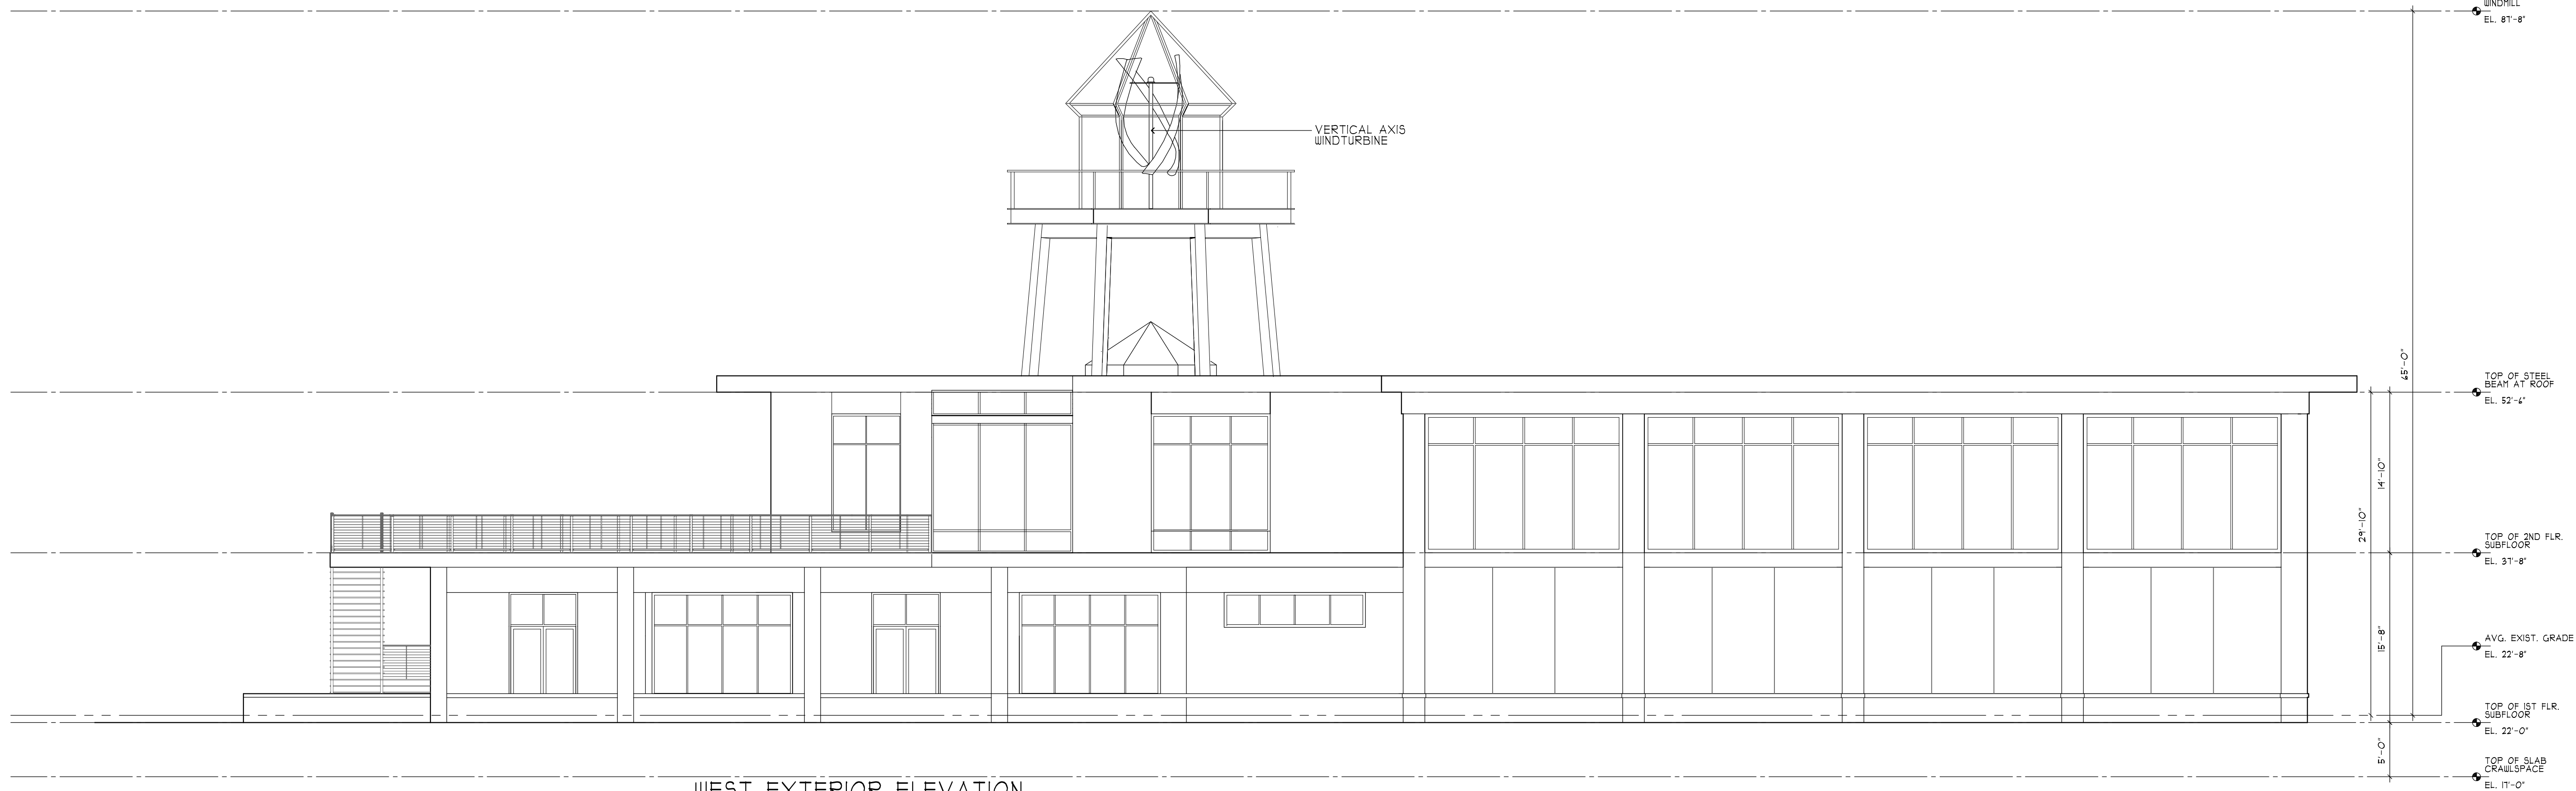 WINDMILL
EL. 87'-8"
VERTICAL AXIS
WINDTURBINE
65'-0"
TOP OF STEEL
BEAM AT ROOF
EL. 52'-6"
14'-10"
29'-10"
TOP OF 2ND FLR.
SUBFLOOR
EL. 37'-8"
15'-8"
AVG. EXIST. GRADE
EL. 22'-8"
TOP OF 1ST FLR.
SUBFLOOR
EL. 22'-0"
5'-0"
TOP OF SLAB
CRAWLSPACE
EL. 17'-0"
WEST EXTERIOR ELEVATION